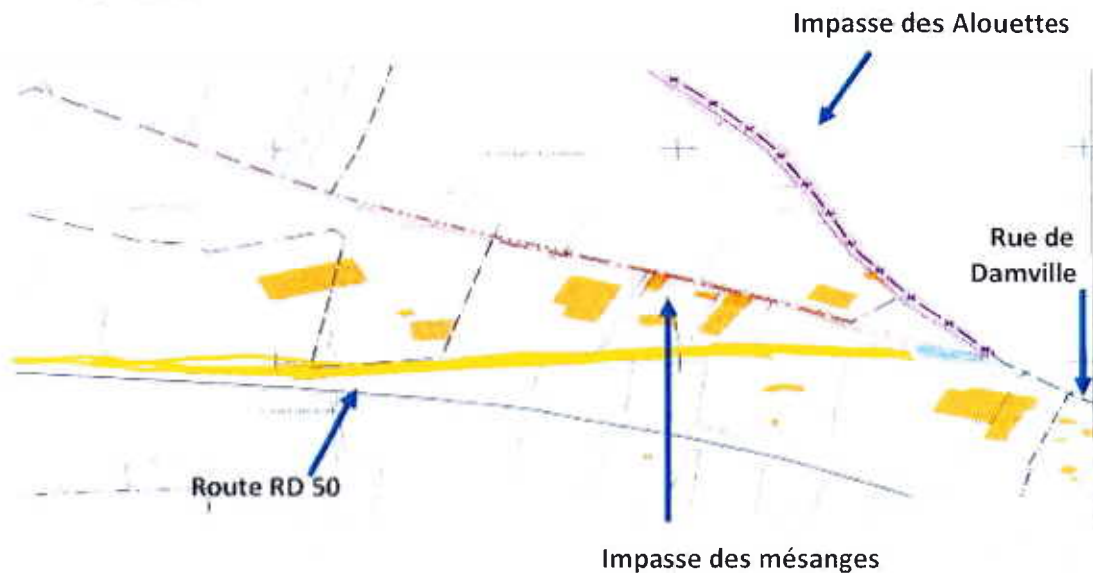 Impasse des Alouettes
Rue de
Damville
Route RD 50
Impasse des mésanges